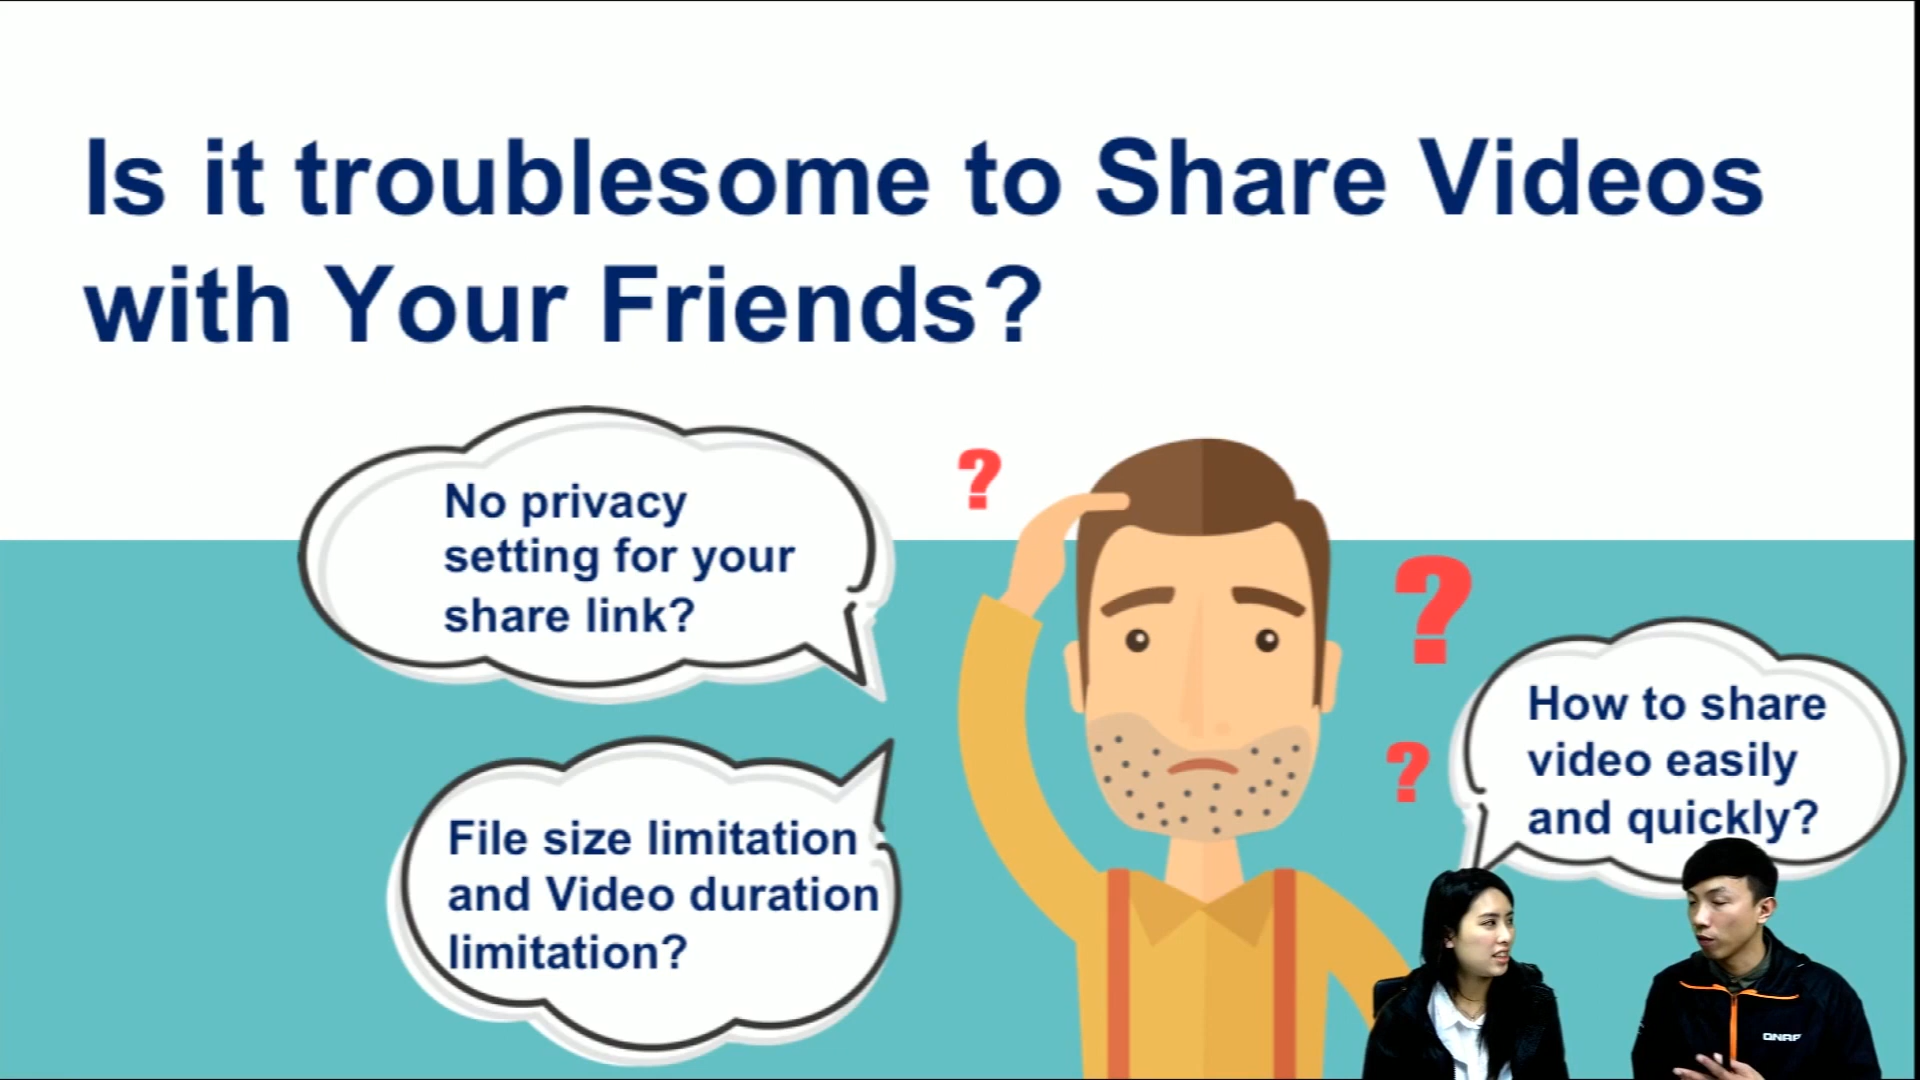 Is it troublesome to Share Videos
with Your Friends?
No privacy
setting for your
share link?
?
?
?
How to share
video easily
and quickly?
File size limitation
and Video duration
limitation?
QNAP